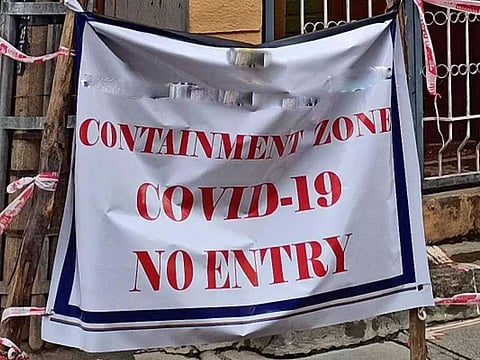 CONTAINMENT ZONE
COVID-19
NO ENTRY